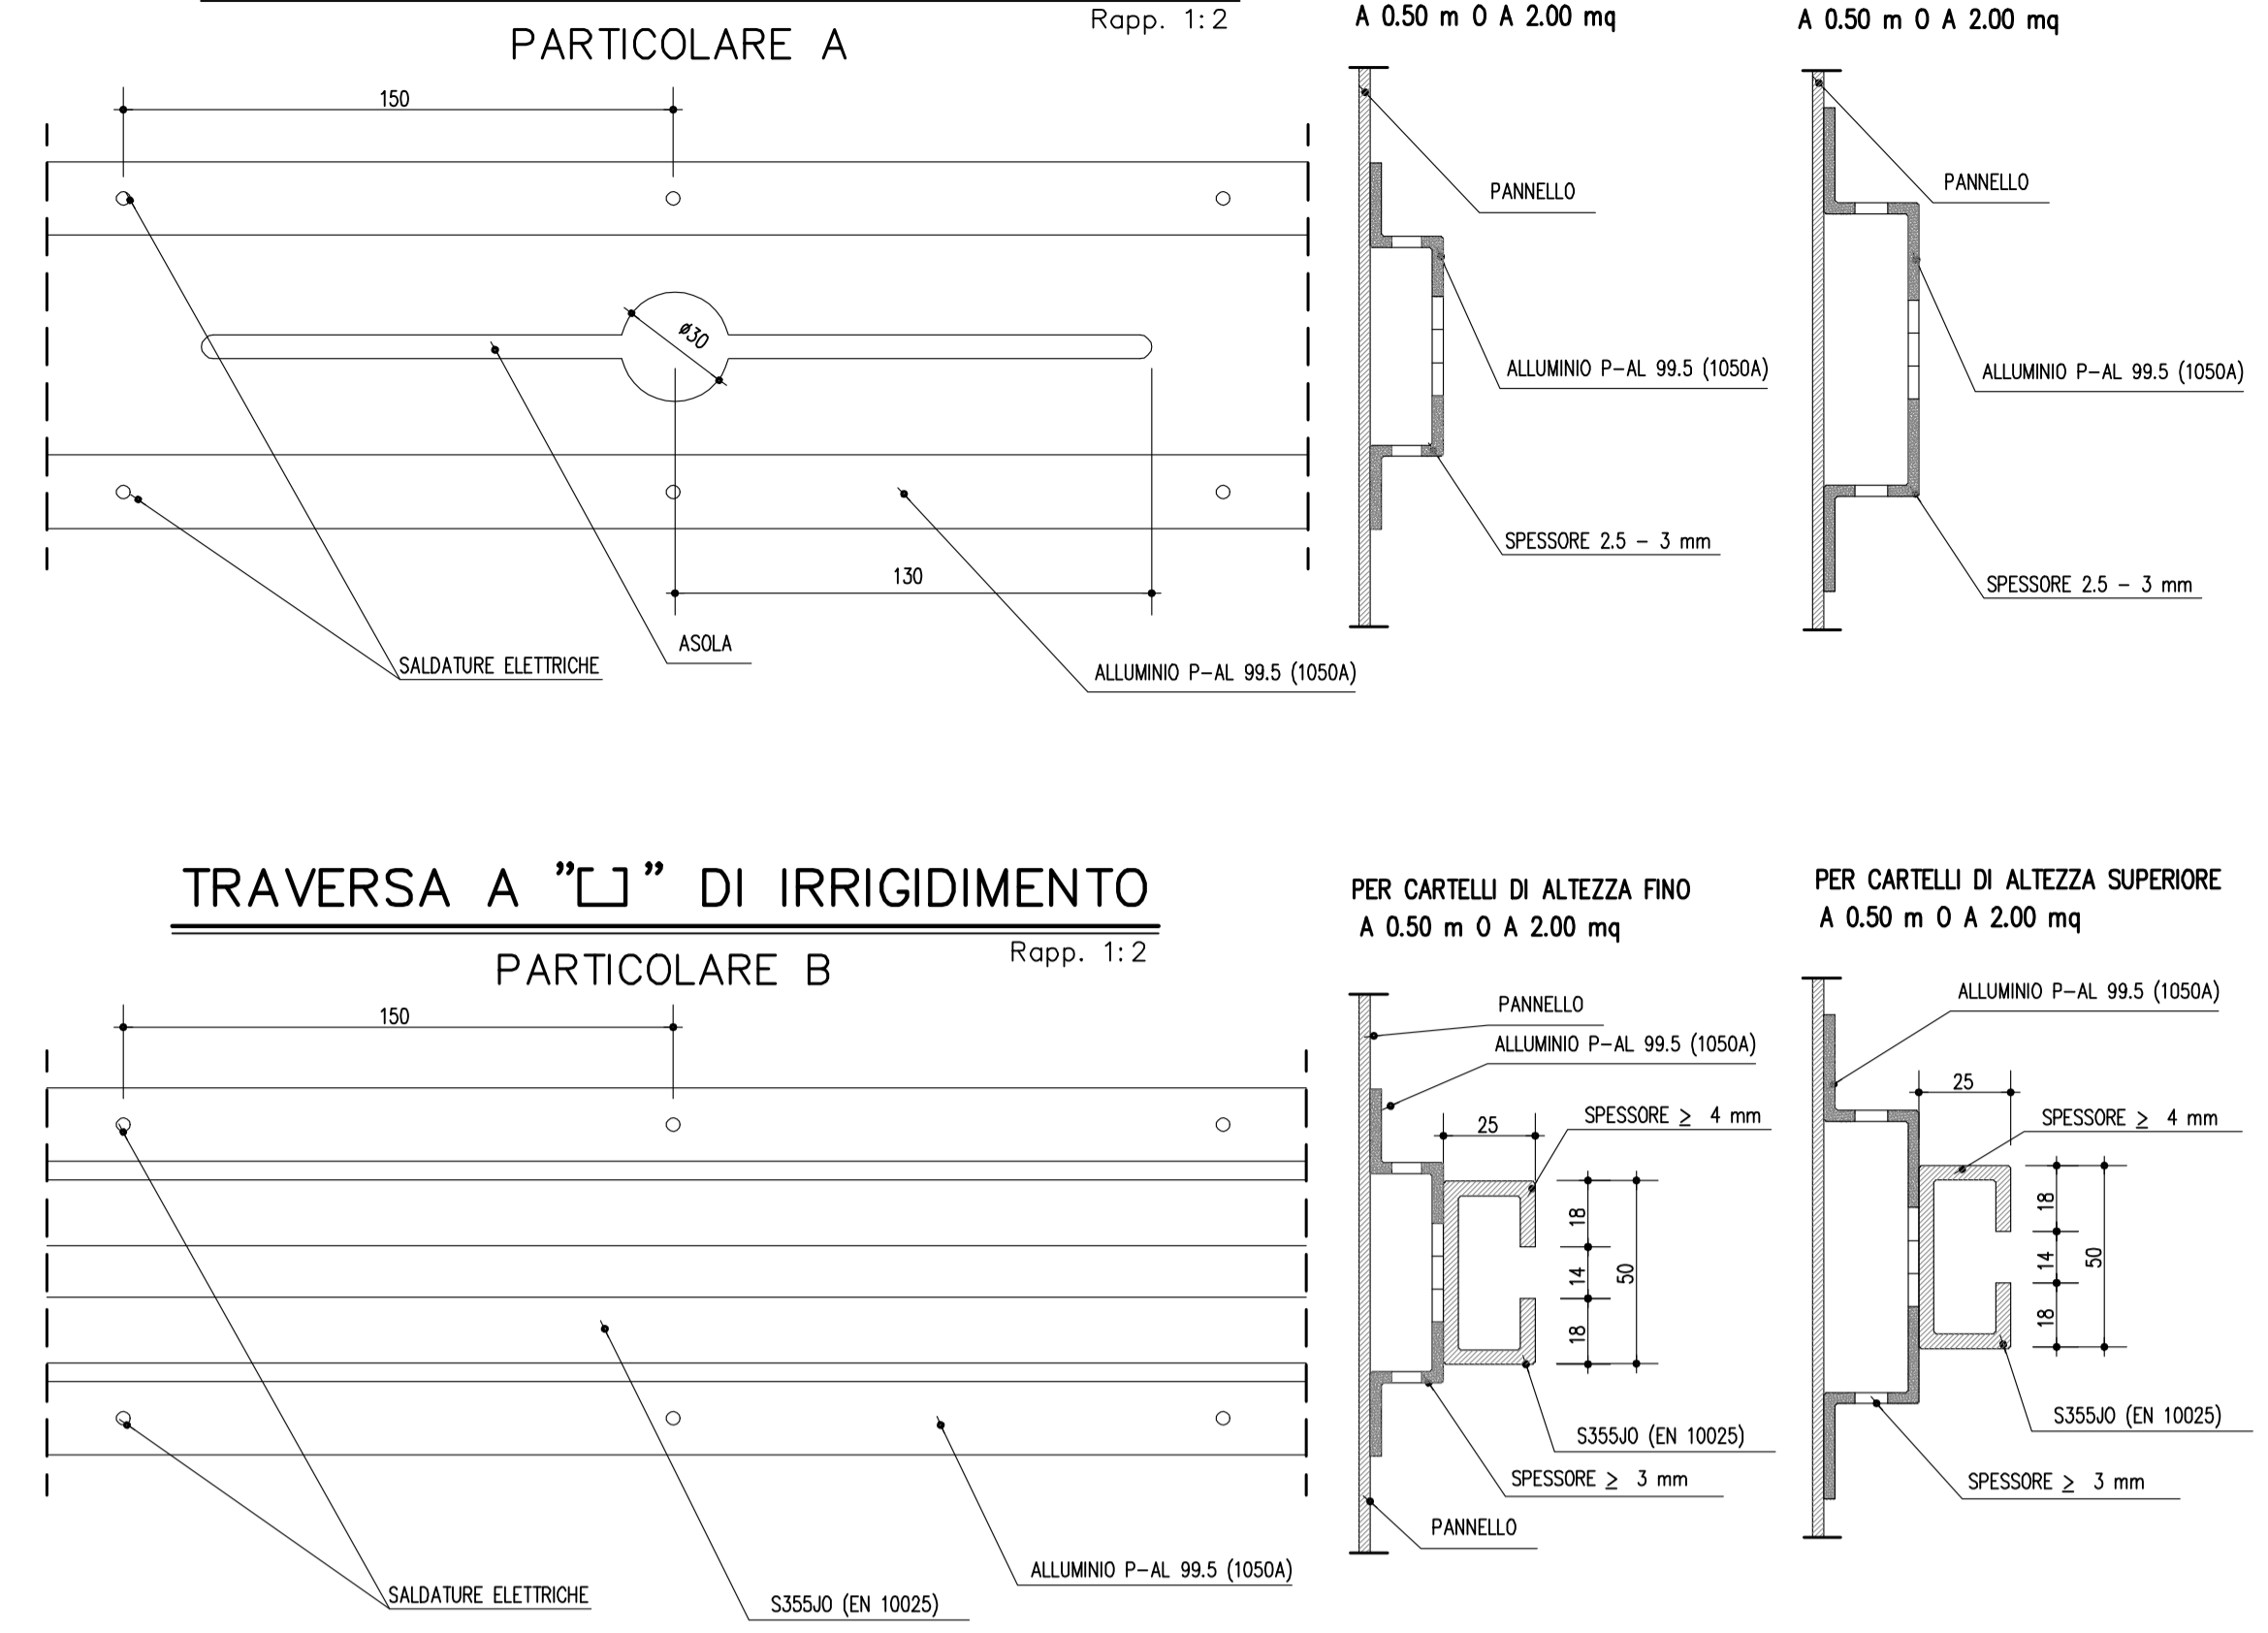 Rapp. 1:2
PARTICOLARE A
A 0.50 m O A 2.00 mq
A 0.50 m O A 2.00 mq
150
ø30
130
SALDATURE ELETTRICHE
ASOLA
ALLUMINIO P-AL 99.5 (1050A)
PANNELLO
ALLUMINIO P-AL 99.5 (1050A)
SPESSORE 2.5 - 3 mm
PANNELLO
ALLUMINIO P-AL 99.5 (1050A)
SPESSORE 2.5 - 3 mm
TRAVERSA A ” ” DI IRRIGIDIMENTO
Rapp. 1:2
PARTICOLARE B
150
SALDATURE ELETTRICHE
S355JO (EN 10025)
ALLUMINIO P-AL 99.5 (1050A)
PER CARTELLI DI ALTEZZA FINO
A 0.50 m O A 2.00 mq
PANNELLO
ALLUMINIO P-AL 99.5 (1050A)
25
SPESSORE ≥ 4 mm
18
14
18
50
S355JO (EN 10025)
SPESSORE ≥ 3 mm
PANNELLO
PER CARTELLI DI ALTEZZA SUPERIORE
A 0.50 m O A 2.00 mq
ALLUMINIO P-AL 99.5 (1050A)
25
SPESSORE ≥ 4 mm
18
14
18
50
S355JO (EN 10025)
SPESSORE ≥ 3 mm